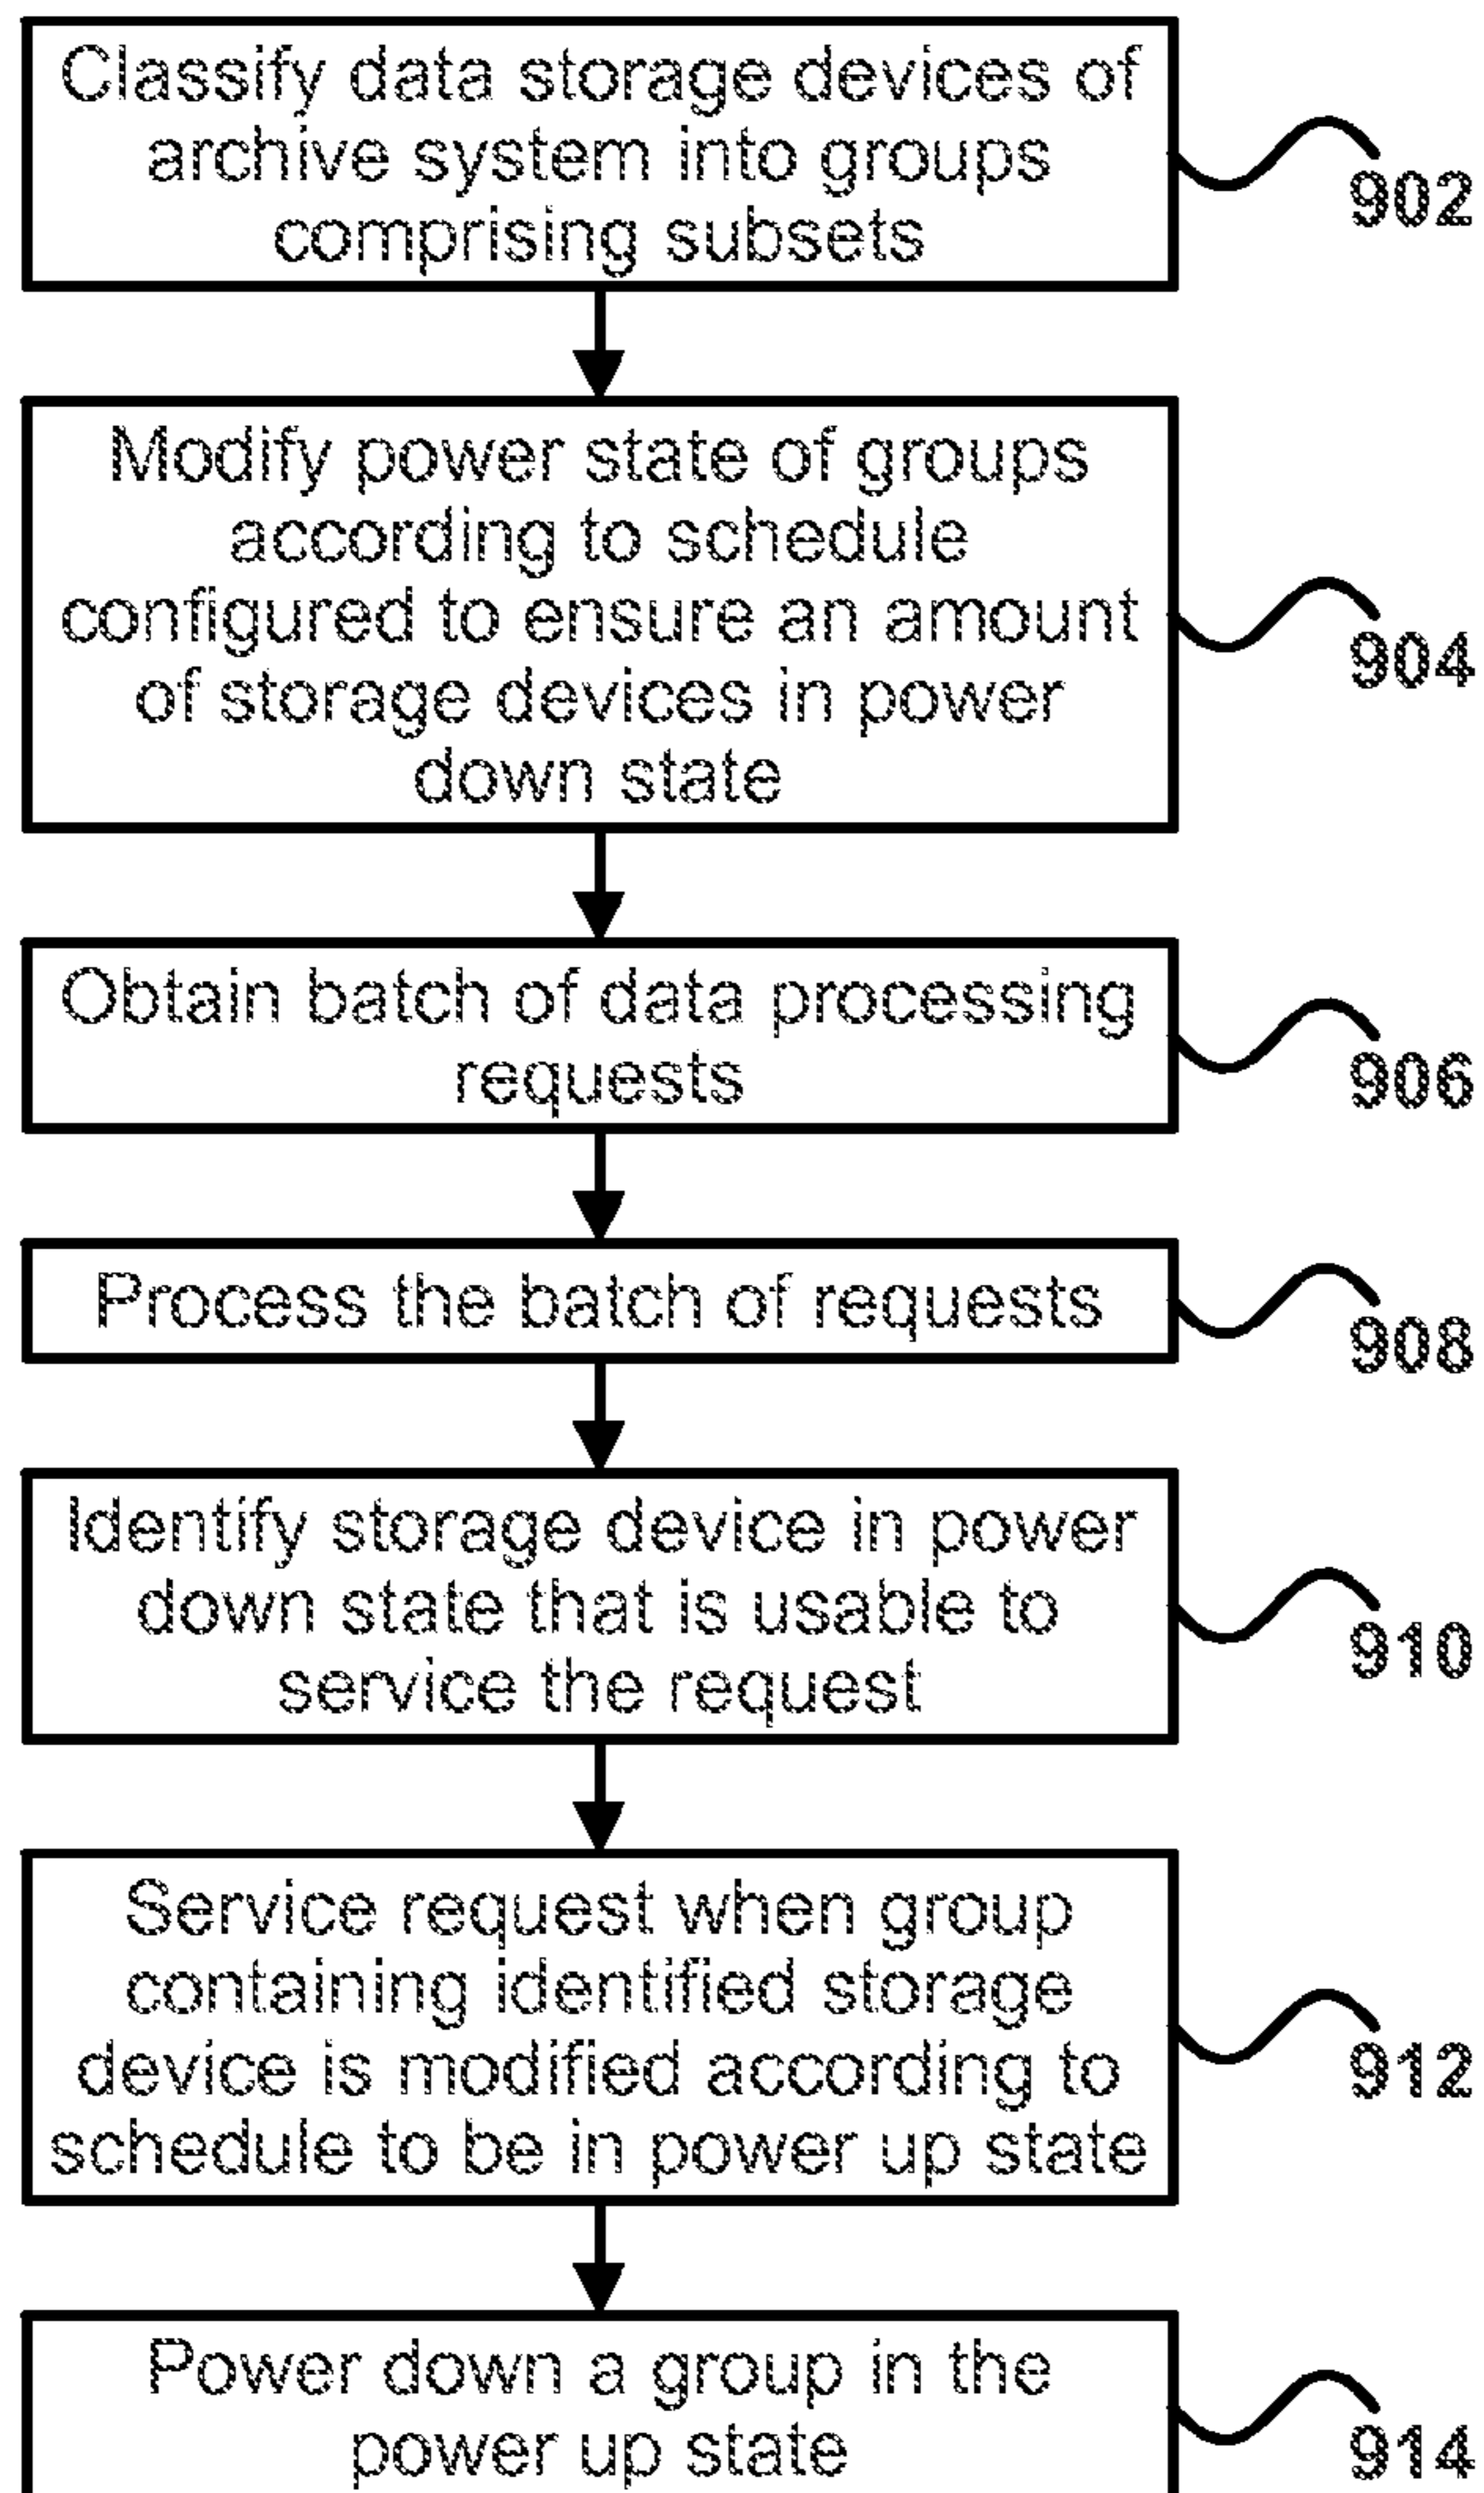 Classify data storage devices of
archive system into groups
comprising subsets
902
Modify power state of groups
according to schedule
configured to ensure an amount
of storage devices in power
down state
904
Obtain batch of data processing
requests
906
Process the batch of requests
908
Identify storage device in power
down state that is usable to
service the request
910
Service request when group
containing identified storage
device is modified according to
schedule to be in power up state
912
Power down a group in the
power up state
914